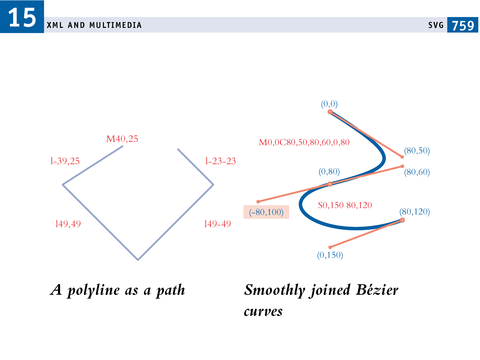 15
XML AND MULTIMEDIA
SVG 759
M40,25
l-39,25
l-23-23
l49,49
l49-49
(0,0)
M0,0C80,50,80,60,0,80
(80,50)
(0,80)
(80,60)
(-80,100)
S0,150 80,120
(80,120)
(0,150)
A polyline as a path
Smoothly joined Bézier
curves